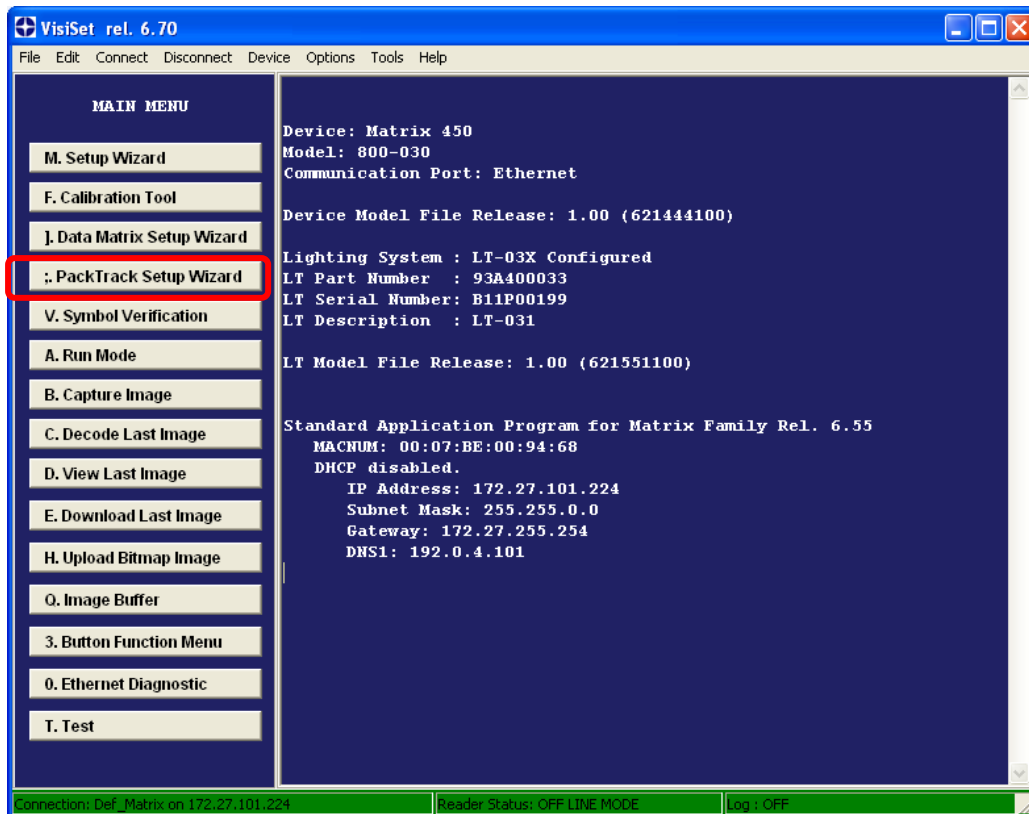 VisiSet rel. 6.70
File Edit Connect Disconnect Device Options Tools Help
MAIN MENU
M. Setup Wizard
F. Calibration Tool
]. Data Matrix Setup Wizard
;. PackTrack Setup Wizard
V. Symbol Verification
A. Run Mode
B. Capture Image
C. Decode Last Image
D. View Last Image
E. Download Last Image
H. Upload Bitmap Image
Q. Image Buffer
3. Button Function Menu
0. Ethernet Diagnostic
T. Test
Device: Matrix 450
Model: 800-030
Communication Port: Ethernet
Device Model File Release: 1.00 (621444100)
Lighting System : LT-03X Configured
LT Part Number : 93A400033
LT Serial Number: B11P00199
LT Description : LT-031
LT Model File Release: 1.00 (621551100)
Standard Application Program for Matrix Family Rel. 6.55
MACNUM: 00:07:BE:00:94:68
DHCP disabled.
IP Address: 172.27.101.224
Subnet Mask: 255.255.0.0
Gateway: 172.27.255.254
DNS1: 192.0.4.101
Connection: Def_Matrix on 172.27.101.224 Reader Status: OFF LINE MODE Log : OFF